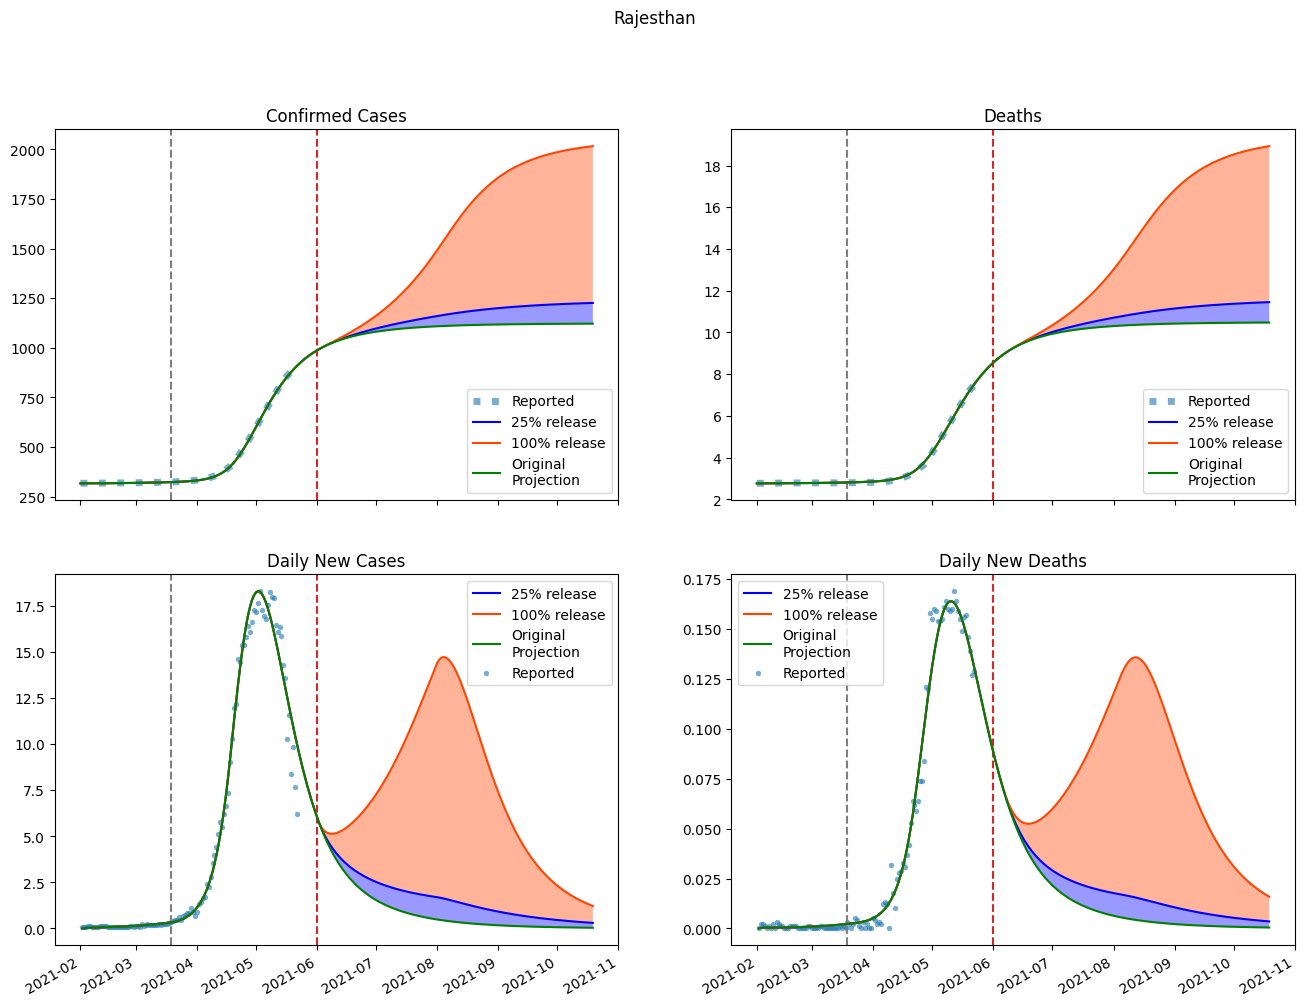 Rajesthan
Confirmed Cases
2000
1750
1500
1250
1000
750
500
250
Reported
25% release
100% release
Original
Projection
Deaths
18
16
14
12
10
8
6
4
2
Reported
25% release
100% release
Original
Projection
Daily New Cases
17.5
15.0
12.5
10.0
7.5
5.0
2.5
0.0
25% release
100% release
Original
Projection
Reported
2021-02
2021-03
2021-04
2021-05
2021-06
2021-07
2021-08
2021-09
2021-10
2021-11
Daily New Deaths
0.175
0.150
0.125
0.100
0.075
0.050
0.025
0.000
25% release
100% release
Original
Projection
Reported
2021-02
2021-03
2021-04
2021-05
2021-06
2021-07
2021-08
2021-09
2021-10
2021-11